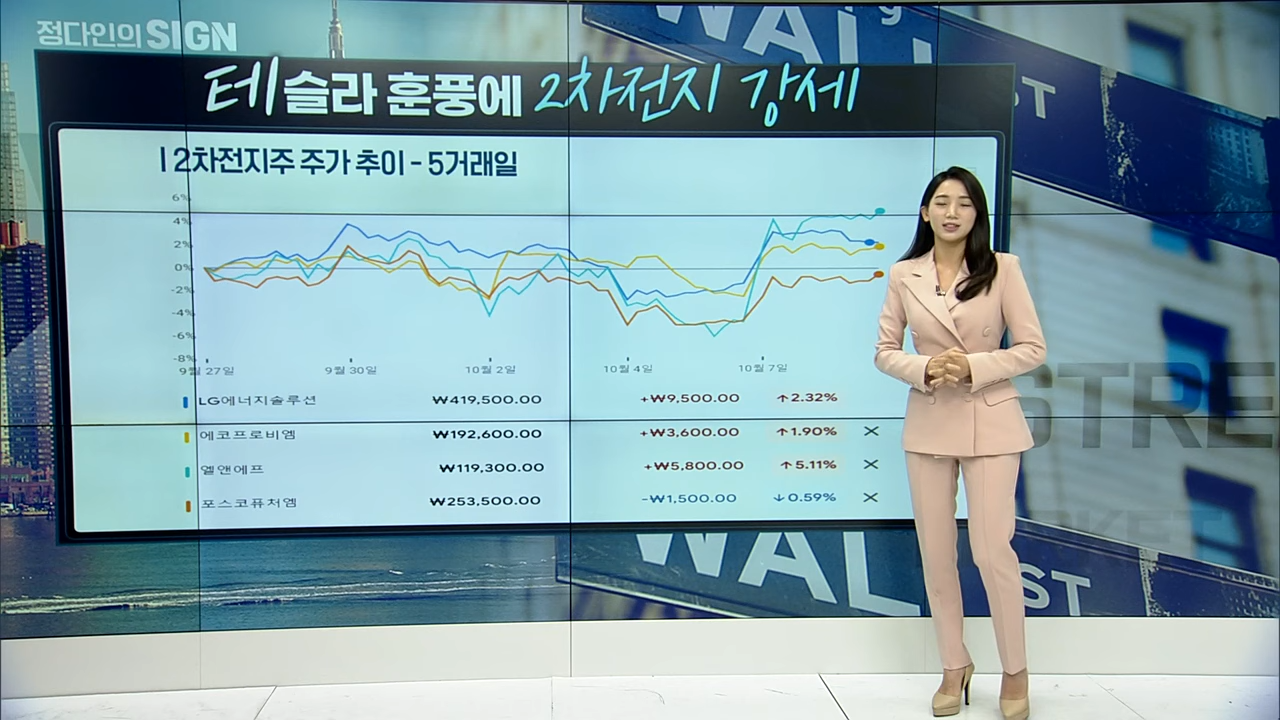 정다인의 SIGN
테슬라 훈풍에 2차전지 강세
l 2차전지주 주가 추이 - 5거래일
6%
4%
2%
0%
-2%
-4%
-6%
-8%
9월 27일 9월 30일 10월 2일 10월 4일 10월 7일
LG에너지솔루션 ₩419,500.00 +₩9,500.00 ↑2.32%
에코프로비엠 ₩192,600.00 +₩3,600.00 ↑1.90% ×
엘앤에프 ₩119,300.00 +₩5,800.00 ↑5.11% ×
포스코퓨처엠 ₩253,500.00 -₩1,500.00 ↓0.59% ×
WALL
ST
STRE
KET
WALL
ST